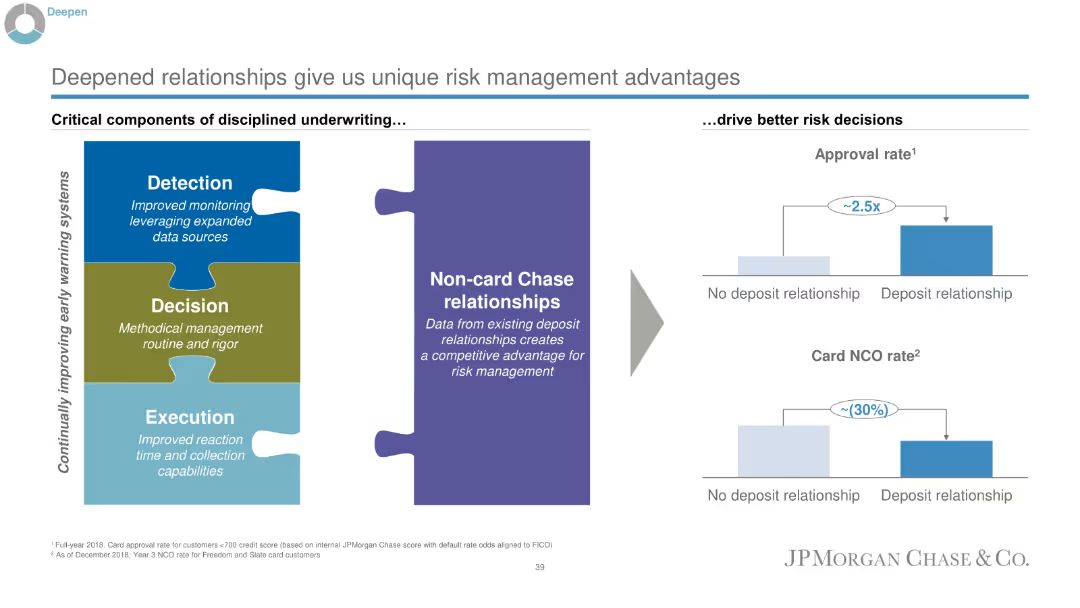 Deepen
Deepened relationships give us unique risk management advantages
Critical components of disciplined underwriting…
Continually improving early warning systems
Detection
Improved monitoring
leveraging expanded
data sources
Decision
Methodical management
routine and rigor
Execution
Improved reaction
time and collection
capabilities
Non-card Chase
relationships
Data from existing deposit
relationships creates
a competitive advantage for
risk management
…drive better risk decisions
Approval rate¹
~2.5x
No deposit relationship
Deposit relationship
Card NCO rate²
~(30%)
No deposit relationship
Deposit relationship
¹ Full-year 2018. Card approval rate for customers <700 credit score (based on internal JPMorgan Chase score with default rate odds aligned to FICO)
² As of December 2018; Year 3 NCO rate for Freedom and Slate card customers
39
JPMORGAN CHASE & CO.